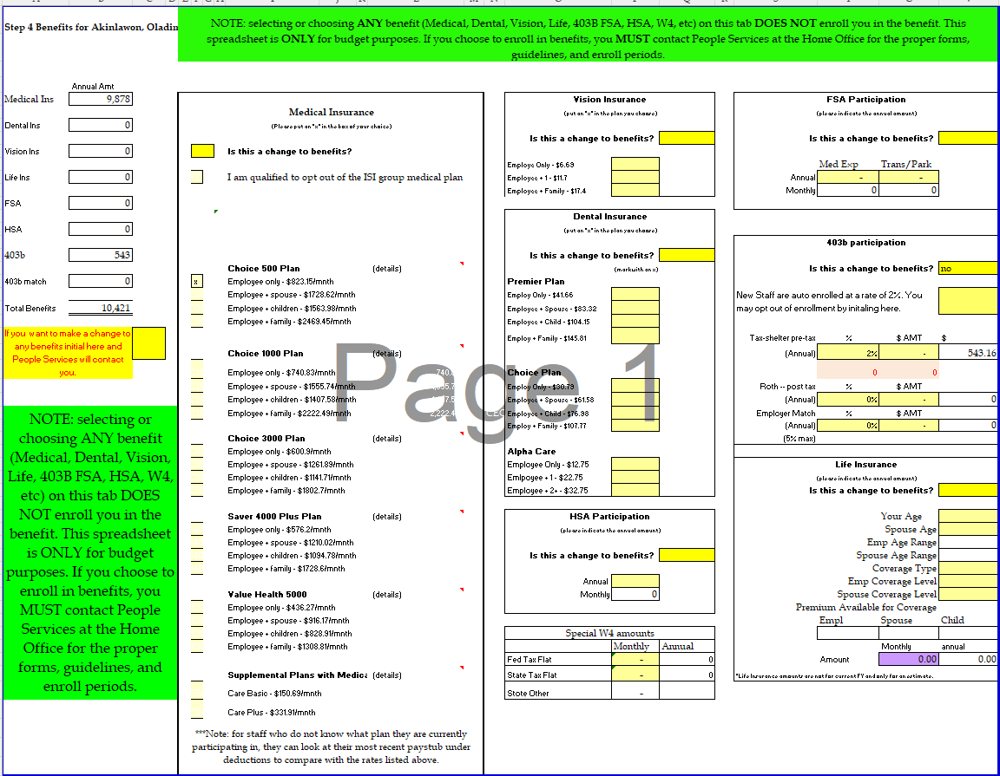 Step 4 Benefits for Akinlawon, Oladin
NOTE: selecting or choosing ANY benefit (Medical, Dental, Vision, Life, 403B FSA, HSA, W4, etc) on this tab DOES NOT enroll you in the benefit. This
spreadsheet is ONLY for budget purposes. If you choose to enroll in benefits, you MUST contact People Services at the Home Office for the proper forms,
guidelines, and enroll periods.
Annual Amt
Medical Ins 9,878
Dental Ins 0
Vision Ins 0
Life Ins 0
FSA 0
HSA 0
403b 543
403b match 0
Total Benefits 10,421
If you want to make a change to
any benefits initial here and
People Services will contact
you.
NOTE: selecting or
choosing ANY benefit
(Medical, Dental, Vision,
Life, 403B FSA, HSA, W4,
etc) on this tab DOES
NOT enroll you in the
benefit. This spreadsheet
is ONLY for budget
purposes. If you choose to
enroll in benefits, you
MUST contact People
Services at the Home
Office for the proper
forms, guidelines, and
enroll periods.
Medical Insurance
(Please put an "x" in the box of your choice)
Is this a change to benefits?
I am qualified to opt out of the ISI group medical plan
Choice 500 Plan (details)
x Employee only - $823.15/mnth
Employee + spouse - $1728.62/mnth
Employee + children - $1563.98/mnth
Employee + family - $2469.45/mnth
Choice 1000 Plan (details)
Employee only - $740.83/mnth
Employee + spouse - $1555.74/mnth
Employee + children - $1407.58/mnth
Employee + family - $2222.49/mnth
Choice 3000 Plan (details)
Employee only - $600.9/mnth
Employee + spouse - $1261.89/mnth
Employee + children - $1141.71/mnth
Employee + family - $1802.7/mnth
Saver 4000 Plus Plan (details)
Employee only - $576.2/mnth
Employee + spouse - $1210.02/mnth
Employee + children - $1094.78/mnth
Employee + family - $1728.6/mnth
Value Health 5000 (details)
Employee only - $436.27/mnth
Employee + spouse - $916.17/mnth
Employee + children - $828.91/mnth
Employee + family - $1308.81/mnth
Supplemental Plans with Medica (details)
Care Basic - $150.69/mnth
Care Plus - $331.91/mnth
***Note: for staff who do not know what plan they are currently
participating in, they can look at their most recent paystub under
deductions to compare with the rates listed above.
Page 1
Vision Insurance
(put an "x" in the plan you choose)
Is this a change to benefits?
Employe Only - $6.69
Employee + 1 - $11.7
Employee + Family - $17.4
Dental Insurance
(put an "x" in the plan you choose)
Is this a change to benefits?
(mark with an x)
Premier Plan
Employ Only - $41.66
Employee + Spouse - $83.32
Employee + Child - $104.15
Employ + Family - $145.81
Choice Plan
Employ Only - $30.79
Employee + Spouse - $61.58
Employee + Child - $76.98
Employ + Family - $107.77
Alpha Care
Employee Only - $12.75
Emlpoyee + 1 - $22.75
Employee + 2+ - $32.75
HSA Participation
(please indicate the annual amount)
Is this a change to benefits?
Annual
Monthly 0
Special W4 amounts
Monthly Annual
Fed Tax Flat - 0
State Tax Flat - 0
Stote Other -
FSA Participation
(please indicate the annual amount)
Is this a change to benefits?
Med Exp Trans/Park
Annual - -
Monthly 0 0
403b participation
Is this a change to benefits? no
New Staff are auto enrolled at a rate of 2%. You
may opt out of enrollment by initaling here.
Tax-shelter pre-tax % $ AMT $
(Annual) 2% - 543.16
0 0
Roth -- post tax % $ AMT
(Annual) 0% - 0
Employer Match % $ AMT
(Annual) 0% - 0
(5% max)
Life Insurance
(please indicate the annual amount)
Is this a change to benefits?
Your Age
Spouse Age
Emp Age Range
Spouse Age Range
Coverage Type
Emp Coverage Level
Spouse Coverage Level
Premium Available for Coverage
Empl Spouse Child
Monthly annual
Amount 0.00 0.00
*Life Insurance amounts are not for current FY and only for an estimate.